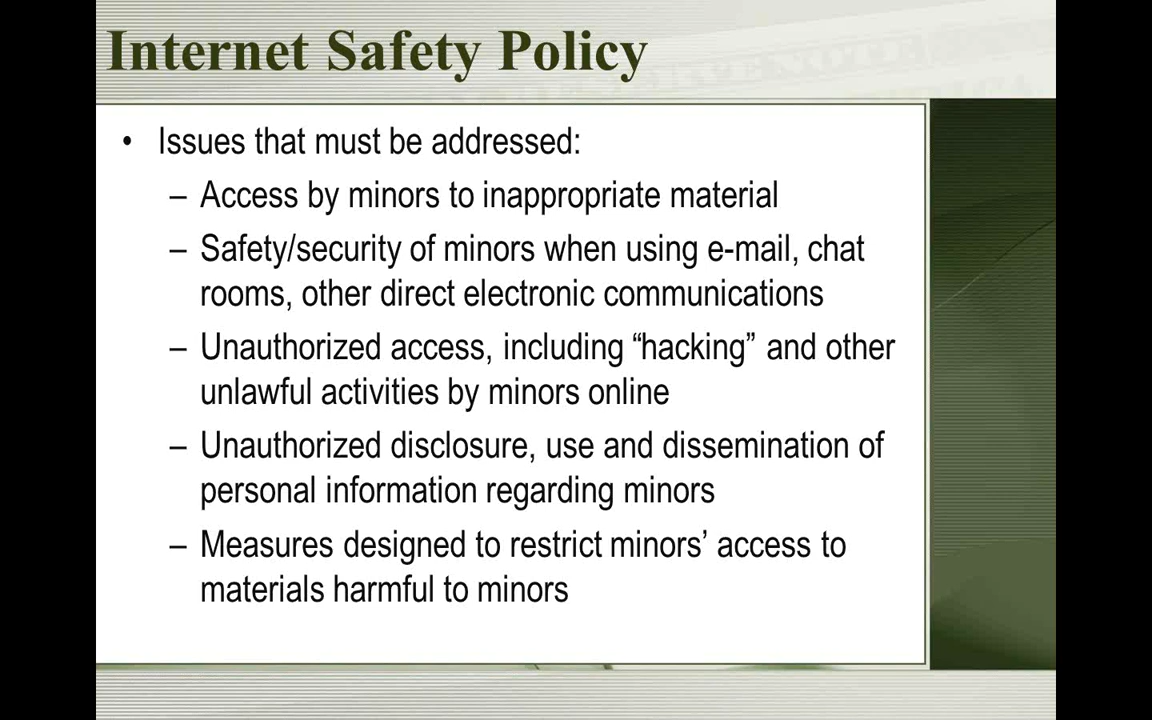 Internet Safety Policy
• Issues that must be addressed:
– Access by minors to inappropriate material
– Safety/security of minors when using e-mail, chat
rooms, other direct electronic communications
– Unauthorized access, including “hacking” and other
unlawful activities by minors online
– Unauthorized disclosure, use and dissemination of
personal information regarding minors
– Measures designed to restrict minors’ access to
materials harmful to minors